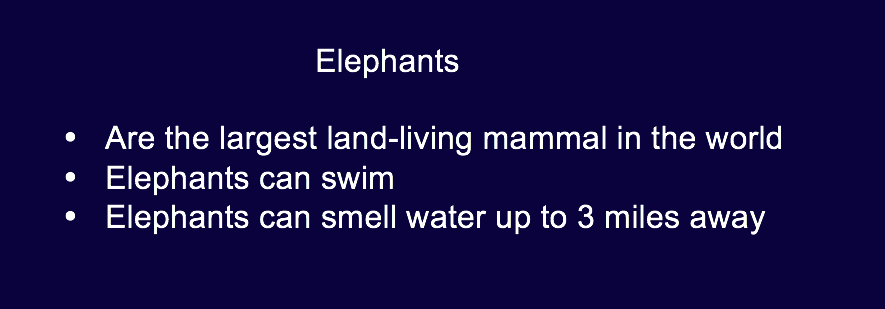 Elephants
• Are the largest land-living mammal in the world
• Elephants can swim
• Elephants can smell water up to 3 miles away